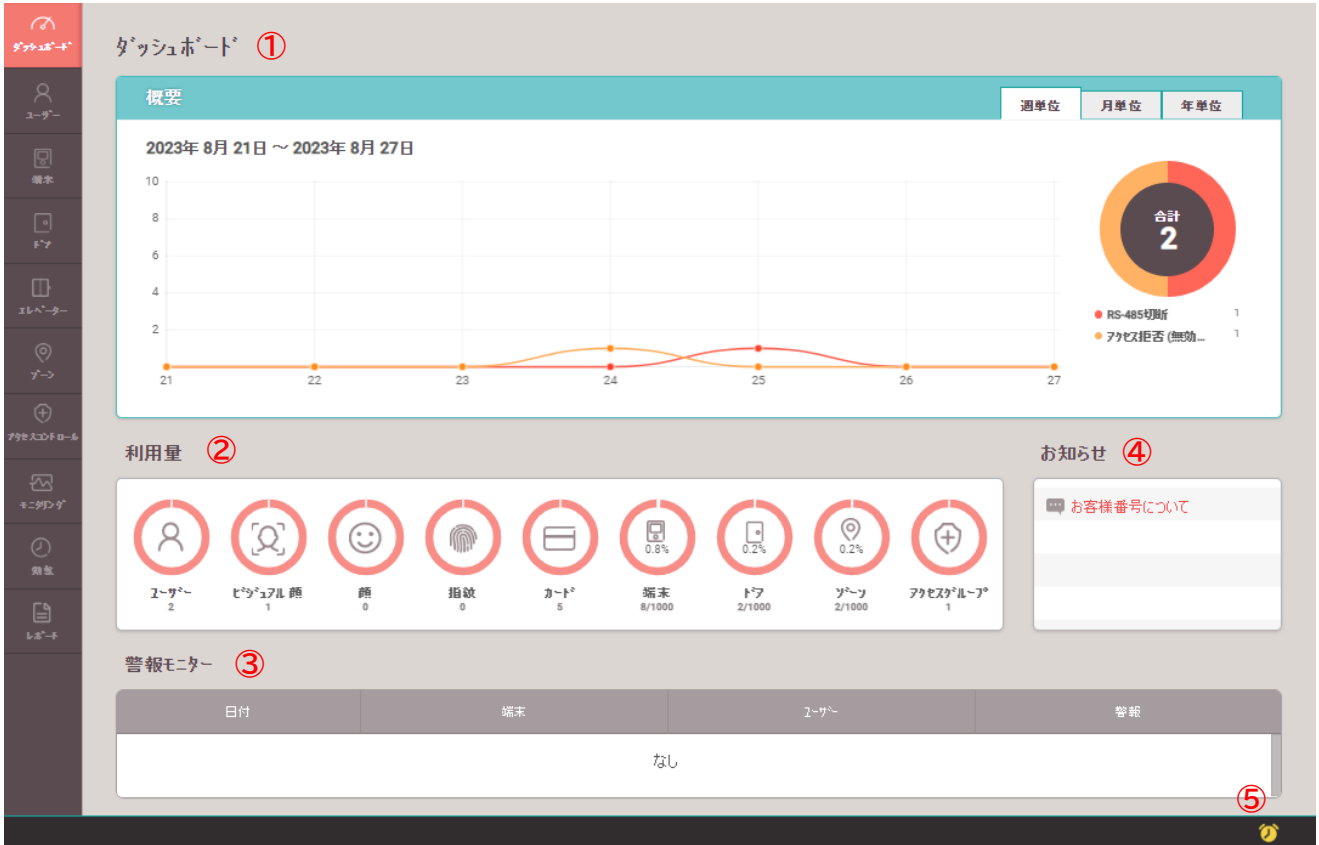 ﾀﾞｯｼｭﾎﾞｰﾄﾞ
ﾕｰｻﾞｰ
端末
ﾄﾞｱ
ｴﾚﾍﾞｰﾀｰ
ｿﾞｰﾝ
ｱｸｾｽｺﾝﾄﾛｰﾙ
ﾓﾆﾀﾘﾝｸﾞ
勤怠
ﾚﾎﾟｰﾄ
ﾀﾞｯｼｭﾎﾞｰﾄﾞ ①
概要
週単位 月単位 年単位
2023年 8月 21日 ～ 2023年 8月 27日
10
8
6
4
2
21 22 23 24 25 26 27
合計
2
RS-485切断 1
ｱｸｾｽ拒否 (無効... 1
利用量 ②
0.8% 0.2% 0.2%
ﾕｰｻﾞｰ ﾋﾞｼﾞｭｱﾙ 顔 顔 指紋 ｶｰﾄﾞ 端末 ﾄﾞｱ ｿﾞｰﾝ ｱｸｾｽｸﾞﾙｰﾌﾟ
2 1 0 0 5 8/1000 2/1000 2/1000 1
お知らせ ④
お客様番号について
警報ﾓﾆﾀｰ ③
日付 端末 ﾕｰｻﾞｰ 警報
なし
⑤